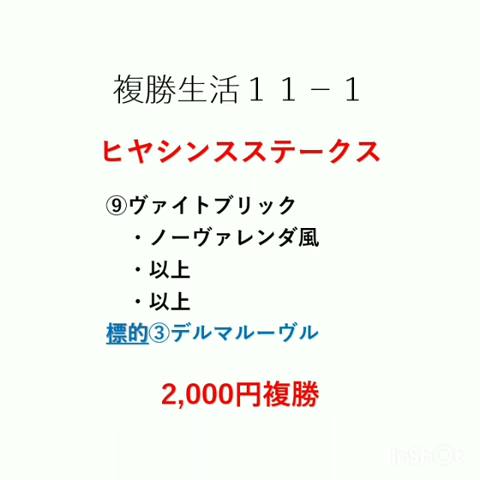 複勝生活１１－１
ヒヤシンスステークス
⑨ヴァイトブリック
・ノーヴァレンダ風
・以上
・以上
標的③デルマルーヴル
2,000円複勝
InShOt